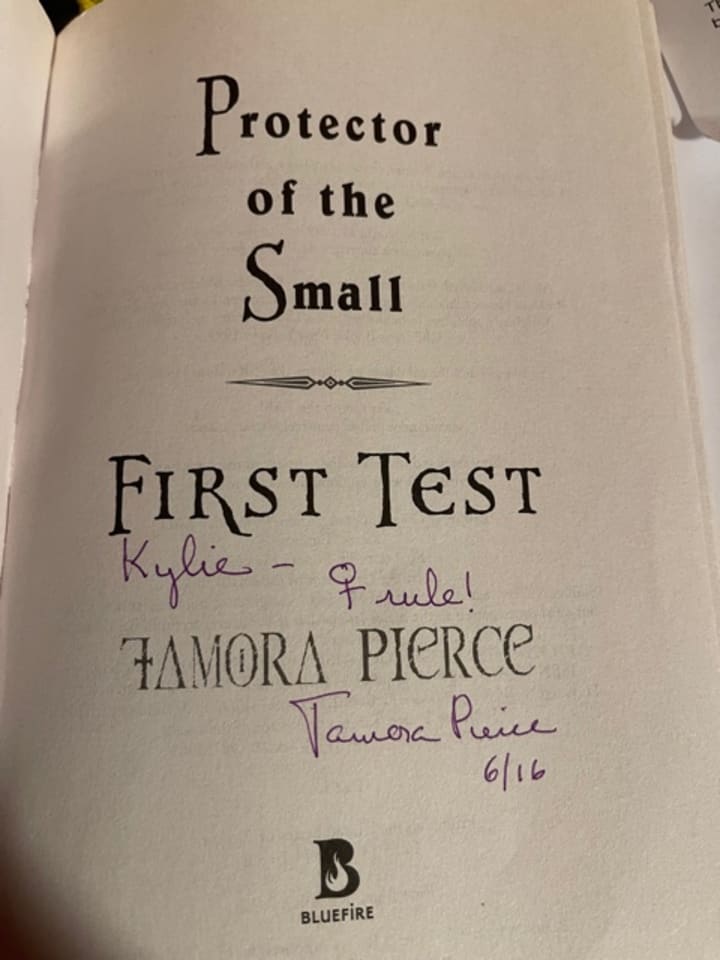 Protector
of the
Small
FIRST TEST
Kylie - ♀ rule!
TAMORA PIERCE
Tamora Pierce
6/16
B
BLUEFIRE